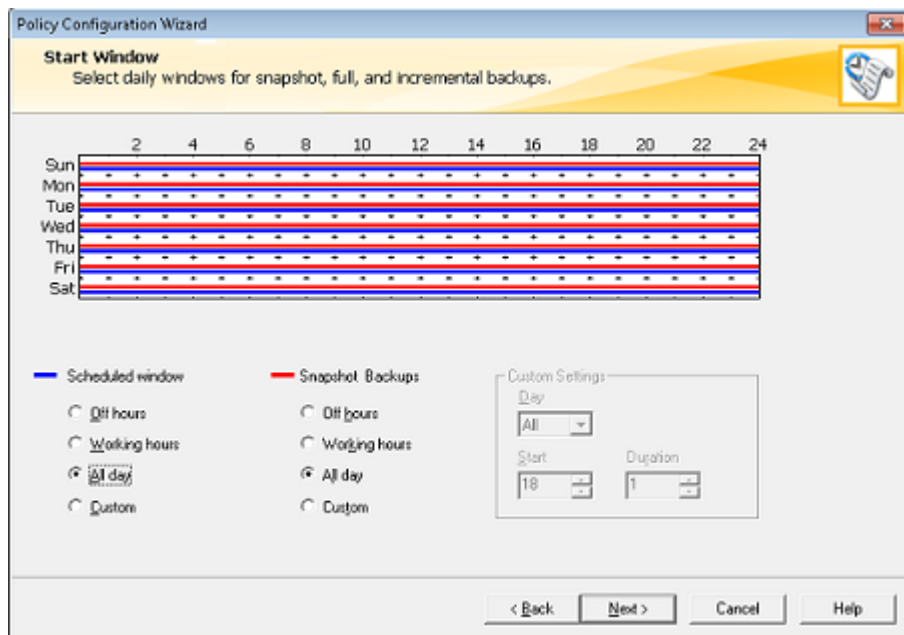 Policy Configuration Wizard
Start Window
Select daily windows for snapshot, full, and incremental backups.
2 4 6 8 10 12 14 16 18 20 22 24
Sun
Mon
Tue
Wed
Thu
Fri
Sat
Scheduled window
Snapshot Backups
Custom Settings
Off hours
Off hours
Day
All
Working hours
Working hours
Start
Duration
All day
All day
18
1
Custom
Custom
< Back
Next >
Cancel
Help